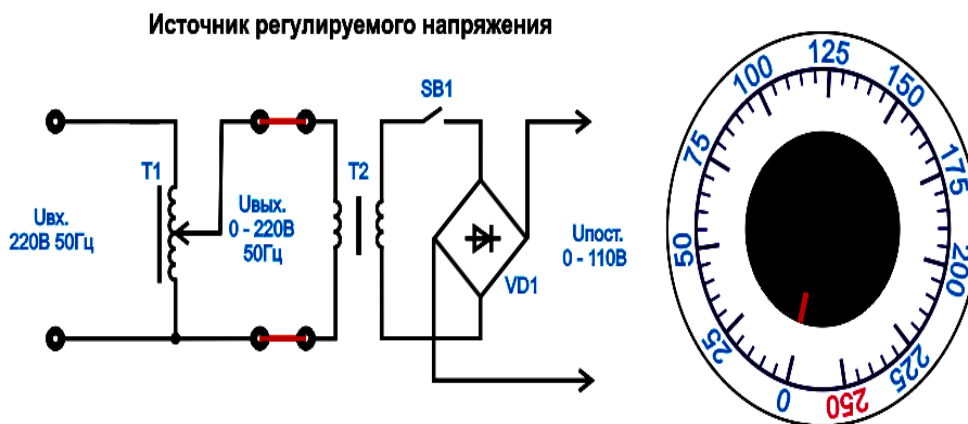 Источник регулируемого напряжения
SB1
T1
T2
Uвх.
220В 50Гц
Uвых.
0 - 220В
50Гц
Uпост.
0 - 110В
VD1
0
25
50
75
100
125
150
175
200
225
250